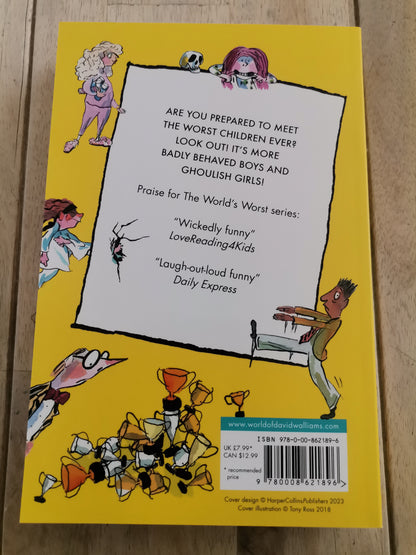 ARE YOU PREPARED TO MEET
THE WORST CHILDREN EVER?
LOOK OUT! IT'S MORE
BADLY BEHAVED BOYS AND
GHOULISH GIRLS!
Praise for The World's Worst series:
"Wickedly funny"
LoveReading4Kids
"Laugh-out-loud funny"
Daily Express
www.worldofdavidwalliams.com
UK £7.99*
CAN $12.99
* recommended
price
ISBN 978-0-00-862189-6
9 780008 621896
Cover design © HarperCollinsPublishers 2023
Cover illustration © Tony Ross 2018